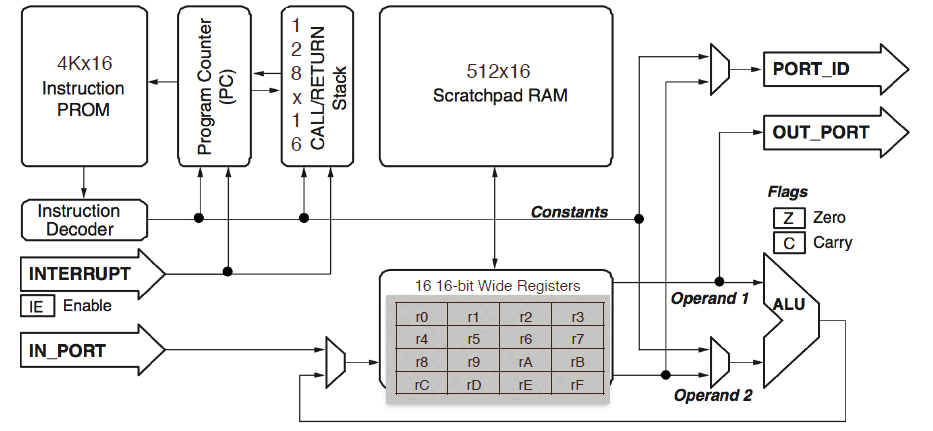 4Kx16
Instruction
PROM
Program Counter
(PC)
1
2
8
x
1
6
CALL/RETURN
Stack
512x16
Scratchpad RAM
PORT_ID
OUT_PORT
Instruction
Decoder
Constants
Flags
Z Zero
C Carry
INTERRUPT
IE Enable
IN_PORT
16 16-bit Wide Registers
r0 r1 r2 r3
r4 r5 r6 r7
r8 r9 rA rB
rC rD rE rF
Operand 1
ALU
Operand 2